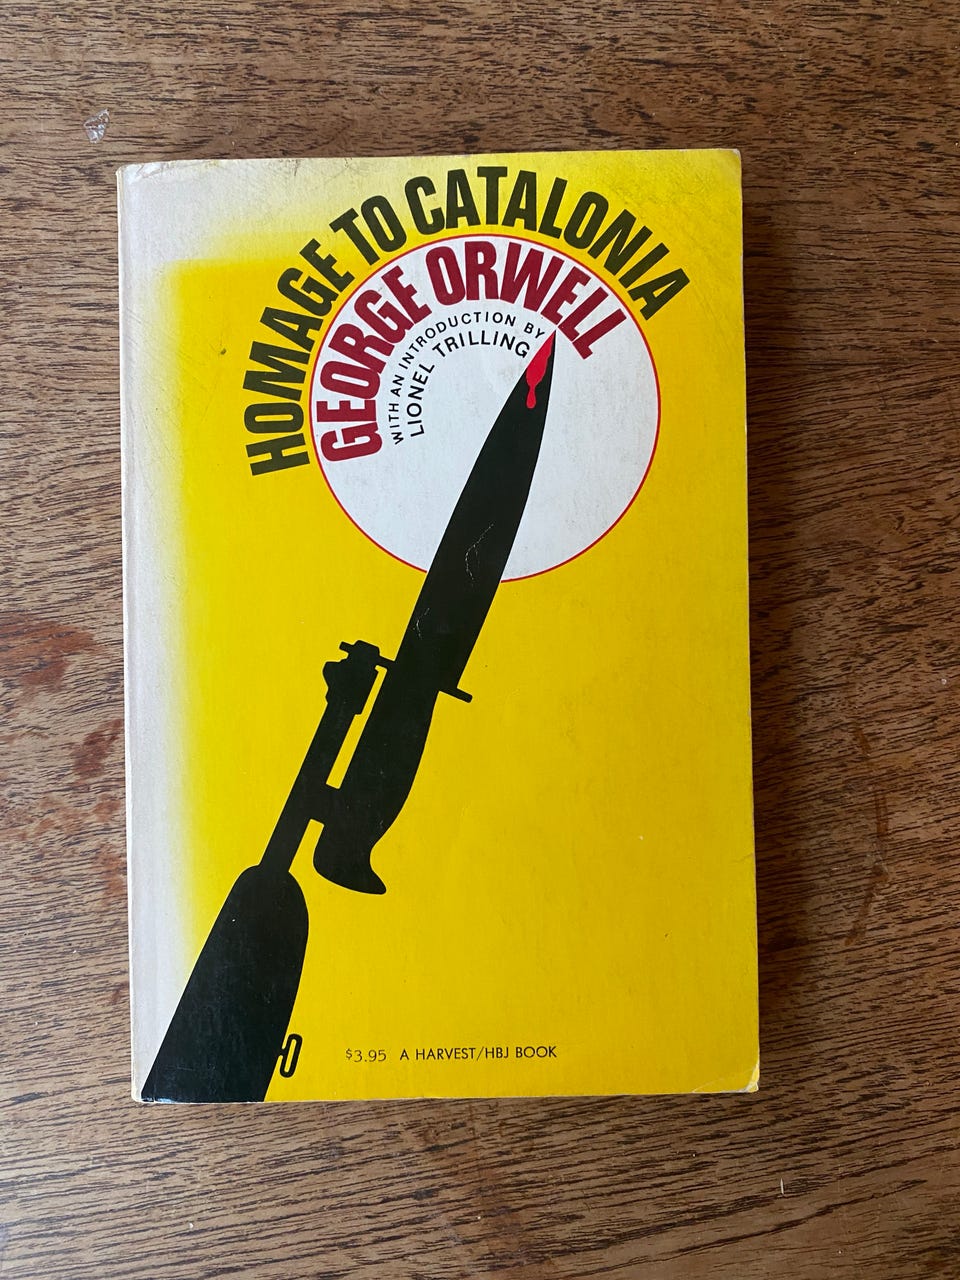 HOMAGE TO CATALONIA
GEORGE ORWELL
WITH AN INTRODUCTION BY
LIONEL TRILLING
$3.95 A HARVEST/HBJ BOOK